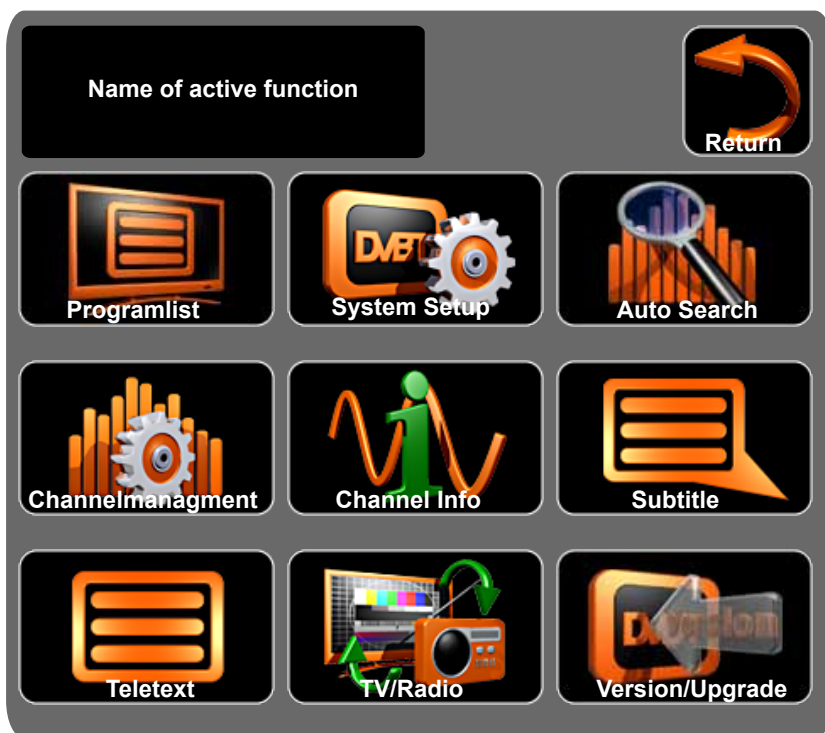 Name of active function
Return
DVBT
Programlist
System Setup
Auto Search
Channelmanagment
Channel Info
Subtitle
Teletext
TV/Radio
Version/Upgrade